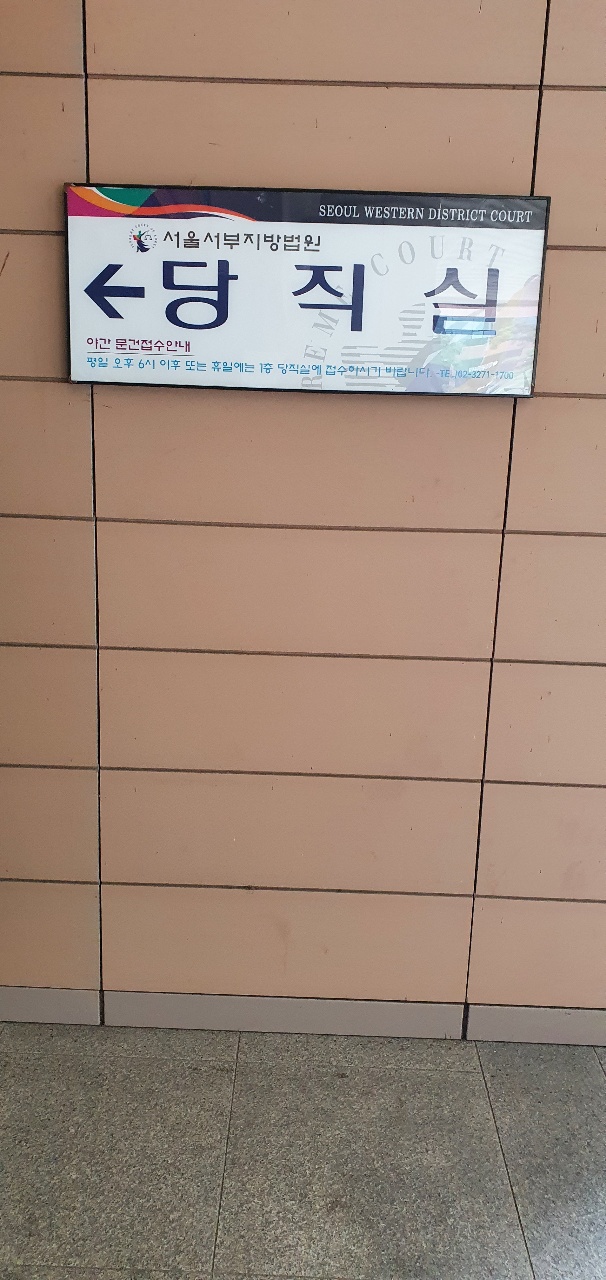 SEOUL WESTERN DISTRICT COURT
서울서부지방법원
←당 직 실
야간 문건접수안내
평일 오후 6시 이후 또는 휴일에는 1층 당직실에 접수하시기 바랍니다. TEL)02-3271-1700
COURT